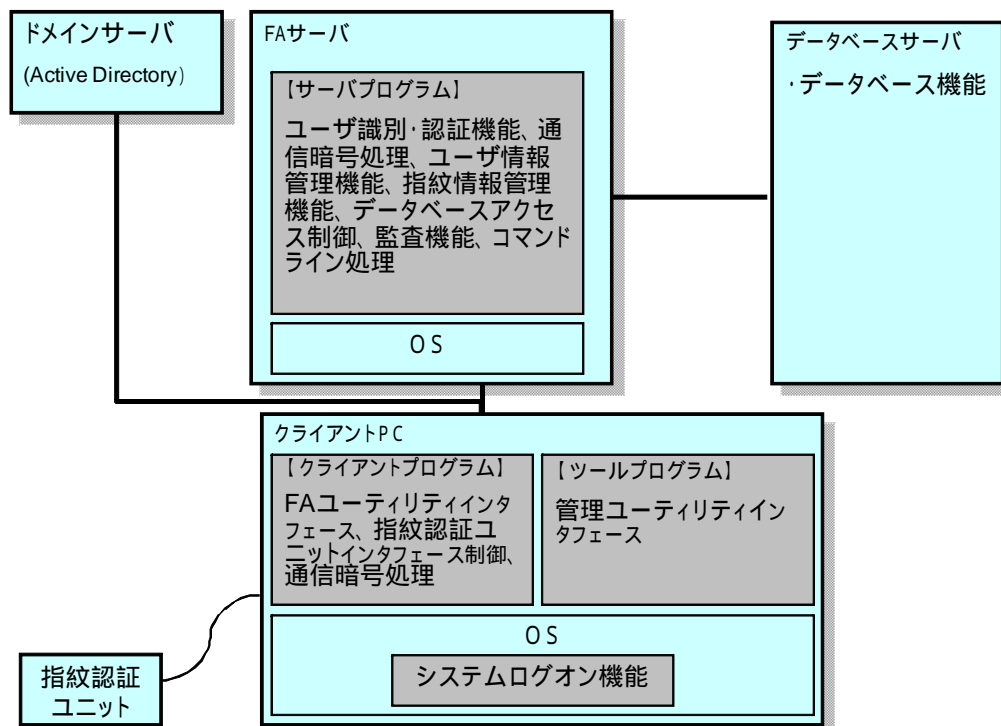 ドメインサーバ
(Active Directory)
FAサーバ
【サーバプログラム】
ユーザ識別・認証機能、通
信暗号処理、ユーザ情報
管理機能、指紋情報管理
機能、データベースアクセ
ス制御、監査機能、コマンド
ライン処理
OS
データベースサーバ
・データベース機能
クライアントPC
【クライアントプログラム】
FAユーティリティインタ
フェース、指紋認証ユ
ニットインタフェース制御、
通信暗号処理
【ツールプログラム】
管理ユーティリティイン
タフェース
OS
システムログオン機能
指紋認証
ユニット